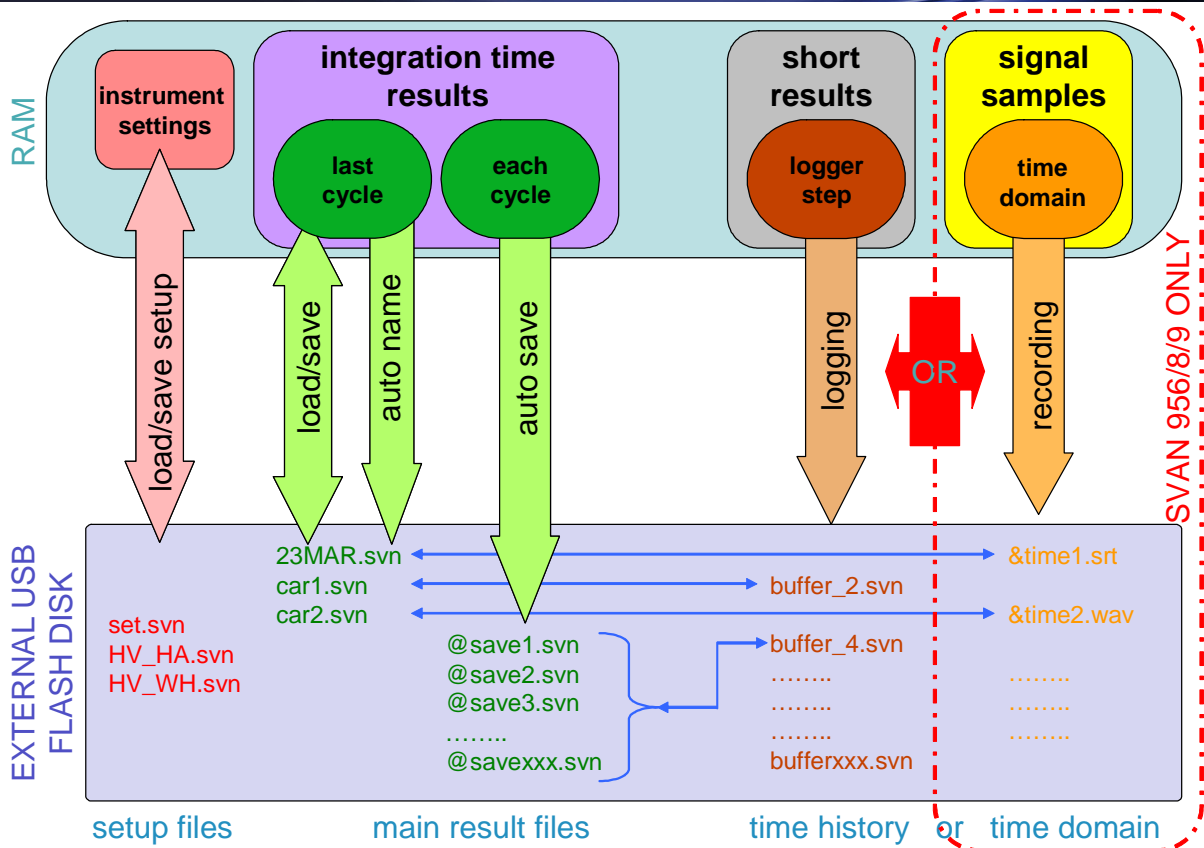 RAM
instrument
settings
integration time
results
last
cycle
each
cycle
short
results
logger
step
signal
samples
time
domain
load/save setup
load/save
auto name
auto save
logging
OR
recording
SVAN 956/8/9 ONLY
EXTERNAL USB
FLASH DISK
set.svn
HV_HA.svn
HV_WH.svn
23MAR.svn
car1.svn
car2.svn
@save1.svn
@save2.svn
@save3.svn
........
@savexxx.svn
buffer_2.svn
buffer_4.svn
........
........
bufferxxx.svn
&time1.srt
&time2.wav
........
........
........
setup files
main result files
time history
or
time domain